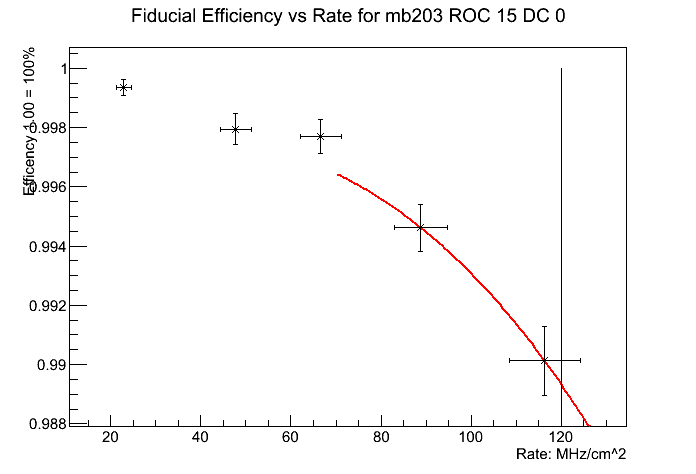 Fiducial Efficiency vs Rate for mb203 ROC 15 DC 0
Efficency 1.00 = 100%
1
0.998
0.996
0.994
0.992
0.99
0.988
20 40 60 80 100 120
Rate: MHz/cm^2